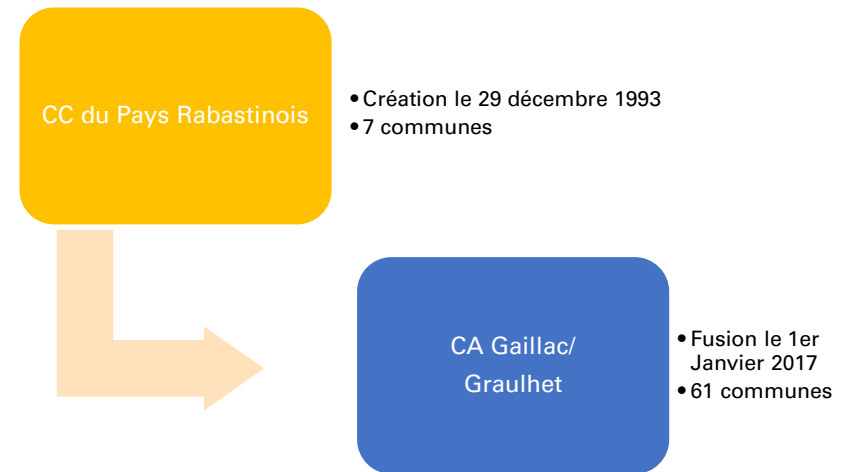 CC du Pays Rabastinois
•Création le 29 décembre 1993
•7 communes
CA Gaillac/
Graulhet
•Fusion le 1er
Janvier 2017
•61 communes